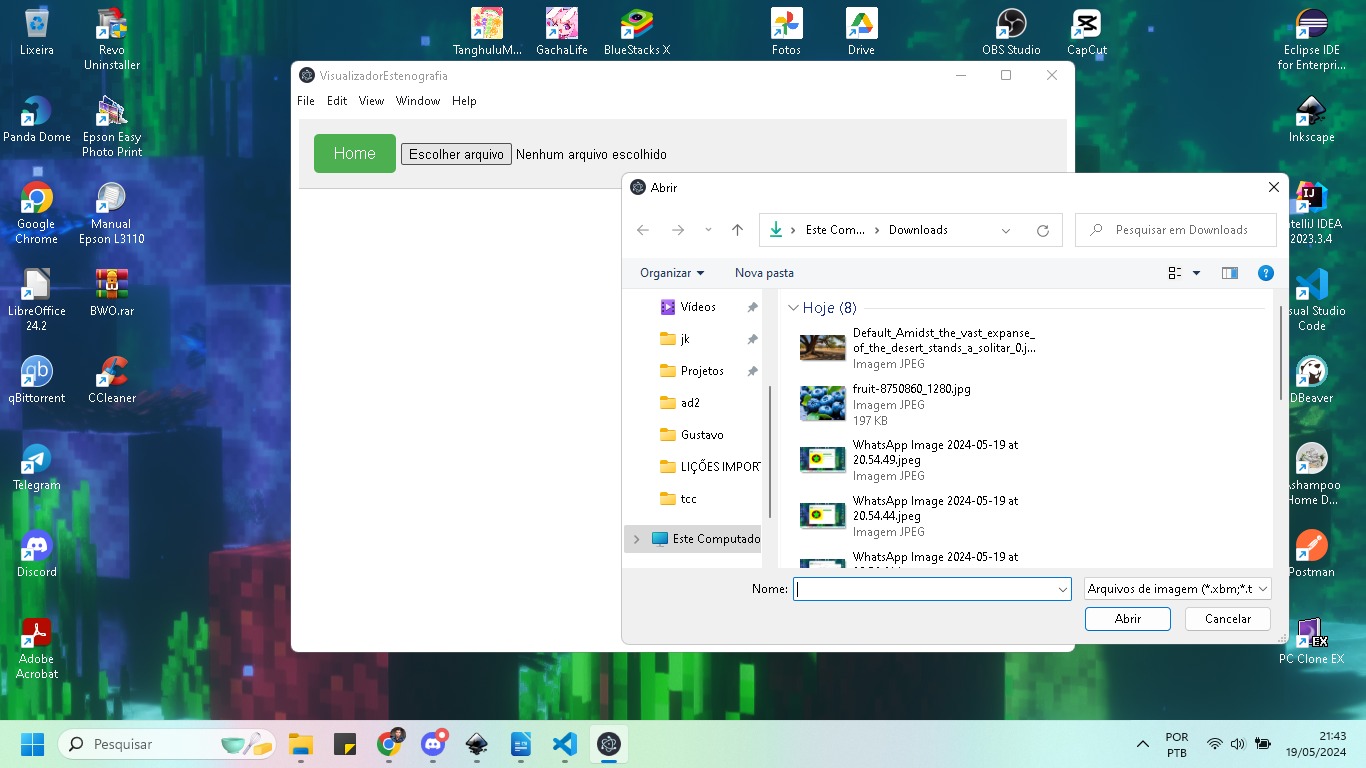 Lixeira
Revo
Uninstaller
TanghuluM...
GachaLife
BlueStacks X
Fotos
Drive
OBS Studio
CapCut
Eclipse IDE
for Enterpri...
Panda Dome
Epson Easy
Photo Print
Inkscape
Google
Chrome
Manual
Epson L3110
ntelliJ IDEA
2023.3.4
LibreOffice
24.2
BWO.rar
sual Studio
Code
qBittorrent
CCleaner
DBeaver
Telegram
Ashampoo
Home D...
Discord
Postman
Adobe
Acrobat
PC Clone EX
VisualizadorEstenografia
File Edit View Window Help
Home Escolher arquivo Nenhum arquivo escolhido
Abrir
Este Com... Downloads
Pesquisar em Downloads
Organizar Nova pasta
Vídeos
jk
Projetos
ad2
Gustavo
LIÇÕES IMPORT
tcc
Este Computado
Hoje (8)
Default_Amidst_the_vast_expanse_
of_the_desert_stands_a_solitar_0.j...
Imagem JPEG
fruit-8750860_1280.jpg
Imagem JPEG
197 KB
WhatsApp Image 2024-05-19 at
20.54.49.jpeg
Imagem JPEG
WhatsApp Image 2024-05-19 at
20.54.44.jpeg
Imagem JPEG
WhatsApp Image 2024-05-19 at
Nome:
Arquivos de imagem (*.xbm;*.t
Abrir Cancelar
Pesquisar
POR
PTB
21:43
19/05/2024